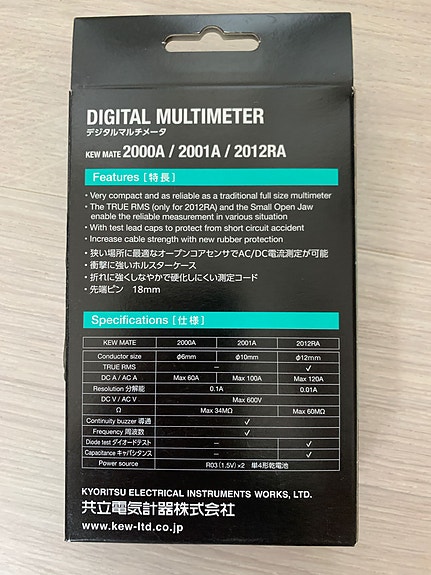 DIGITAL MULTIMETER
デジタルマルチメータ
KEW MATE 2000A / 2001A / 2012RA
Features [特長]
・Very compact and as reliable as a traditional full size multimeter
・The TRUE RMS (only for 2012RA) and the Small Open Jaw
enable the reliable measurement in various situation
・With test lead caps to protect from short circuit accident
・Increase cable strength with new rubber protection
・狭い場所に最適なオープンコアセンサでAC/DC電流測定が可能
・衝撃に強いホルスターケース
・折れに強くしなやかで硬化しにくい測定コード
・先端ピン 18mm
Specifications [仕様]
KEW MATE 2000A 2001A 2012RA
Conductor size φ6mm φ10mm φ12mm
TRUE RMS – ✓
DC A / AC A Max 60A Max 100A Max 120A
Resolution 分解能 0.1A 0.01A
DC V / AC V Max 600V
Ω Max 34MΩ Max 60MΩ
Continuity buzzer 導通 ✓
Frequency 周波数 ✓
Diode test ダイオードテスト – ✓
Capacitance キャパシタンス – ✓
Power source R03 (1.5V) ×2 単4形乾電池
KYORITSU ELECTRICAL INSTRUMENTS WORKS, LTD.
共立電気計器株式会社
www.kew-ltd.co.jp